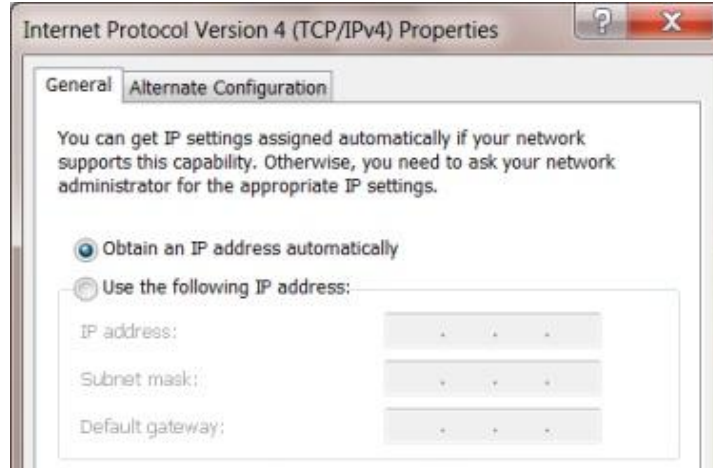 Internet Protocol Version 4 (TCP/IPv4) Properties
? X
General Alternate Configuration
You can get IP settings assigned automatically if your network
supports this capability. Otherwise, you need to ask your network
administrator for the appropriate IP settings.
Obtain an IP address automatically
Use the following IP address:
IP address: . . .
Subnet mask: . . .
Default gateway: . . .